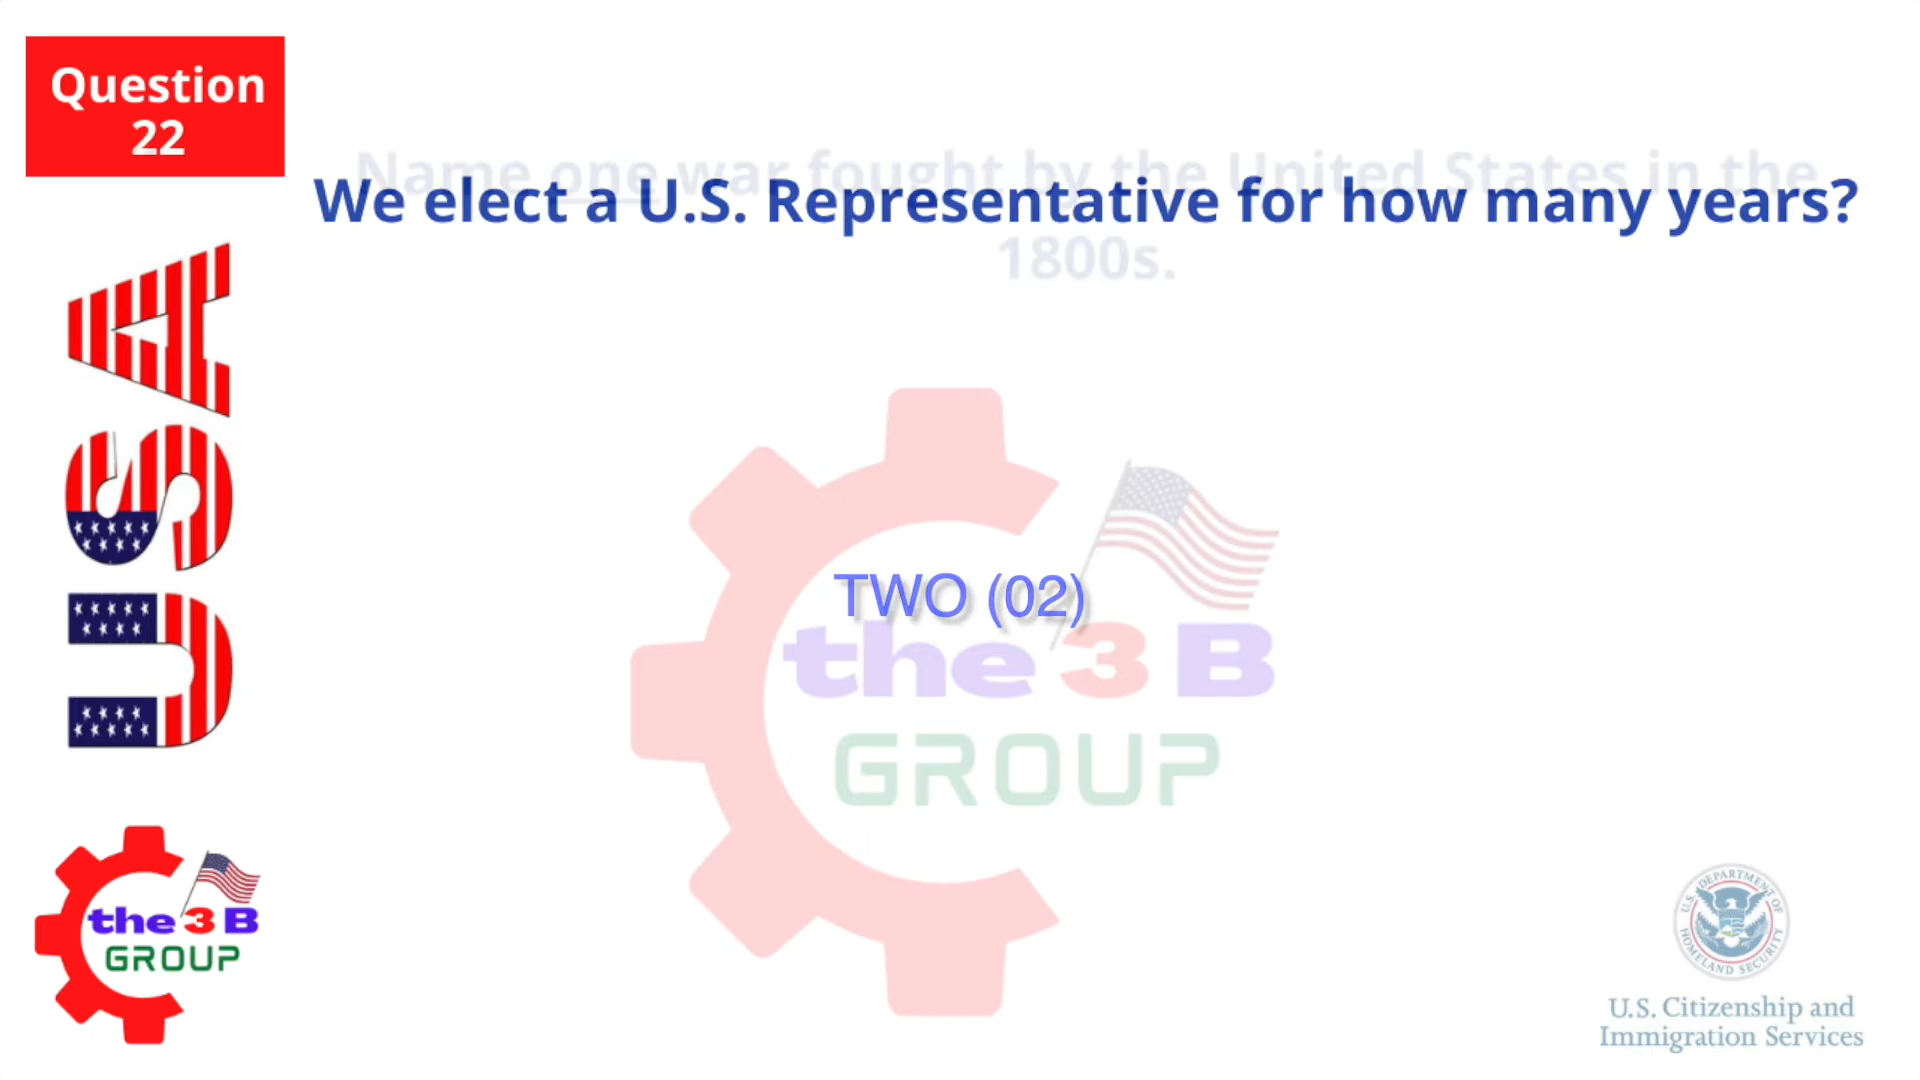 Question
22
Name one war fought by the United States in the
We elect a U.S. Representative for how many years?
1800s.
USA
TWO (02)
the 3 B
GROUP
the 3 B
GROUP
U.S. DEPARTMENT OF
HOMELAND SECURITY
U.S. Citizenship and
Immigration Services